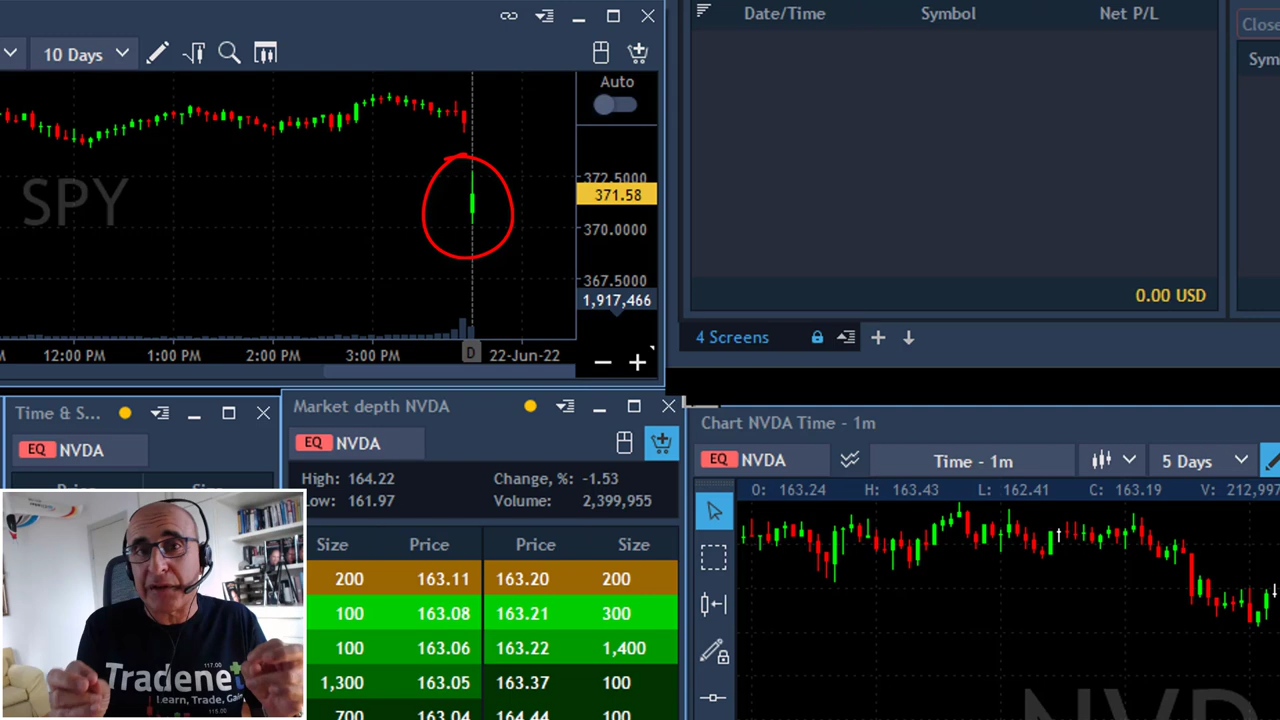 10 Days
Auto
SPY
372.5000
371.58
370.0000
367.5000
1,917,466
12:00 PM 1:00 PM 2:00 PM 3:00 PM D 22-Jun-22
Date/Time Symbol Net P/L
Close
Sym
0.00 USD
4 Screens
Time & S...
EQ NVDA
Market depth NVDA
EQ NVDA
High: 164.22 Change, %: -1.53
Low: 161.97 Volume: 2,399,955
Size Price Price Size
200 163.11 163.20 200
100 163.08 163.21 300
100 163.06 163.22 1,400
1,300 163.05 163.37 100
700 163.04 164.44 100
Chart NVDA Time - 1m
EQ NVDA Time - 1m 5 Days
O: 163.24 H: 163.43 L: 162.41 C: 163.19 V: 212,997
NVD
117.00
Tradenet
Learn, Trade, Gai